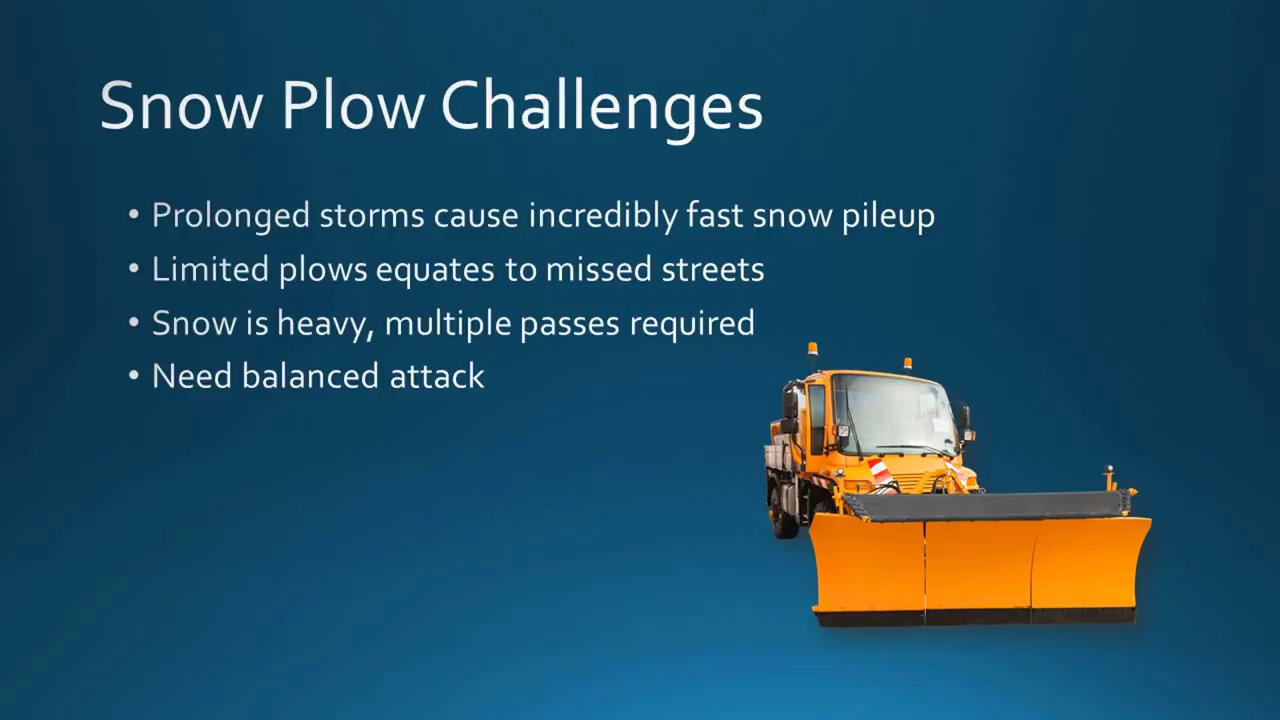 Snow Plow Challenges
• Prolonged storms cause incredibly fast snow pileup
• Limited plows equates to missed streets
• Snow is heavy, multiple passes required
• Need balanced attack